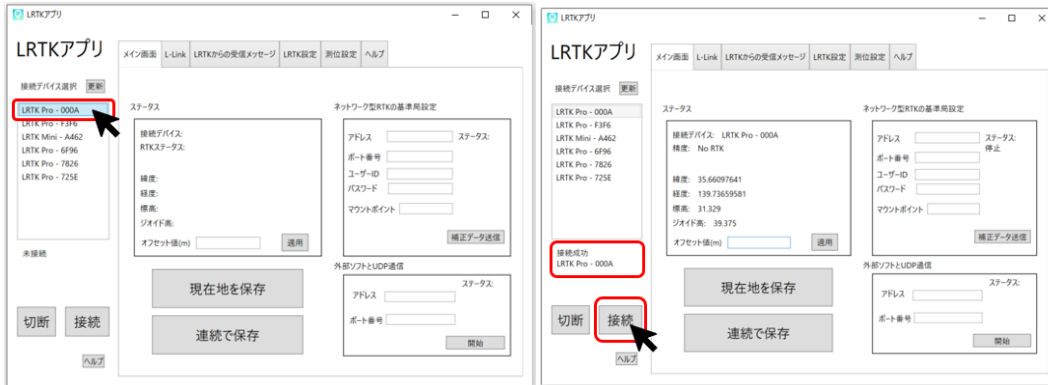 LRTKアプリ
LRTKアプリ
メイン画面 L-Link LRTKからの受信メッセージ LRTK設定 測位設定 ヘルプ
接続デバイス選択 更新
LRTK Pro - 000A
LRTK Pro - F3F6
LRTK Mini - A462
LRTK Pro - 6F96
LRTK Pro - 7826
LRTK Pro - 725E
未接続
切断 接続
ヘルプ
ステータス
接続デバイス:
RTKステータス:
緯度:
経度:
標高:
ジオイド高:
オフセット値(m) 適用
現在地を保存
連続で保存
ネットワーク型RTKの基準局設定
アドレス ステータス:
ポート番号
ユーザーID
パスワード
マウントポイント
補正データ送信
外部ソフトとUDP通信
ステータス:
アドレス
ポート番号
開始
LRTKアプリ
LRTKアプリ
メイン画面 L-Link LRTKからの受信メッセージ LRTK設定 測位設定 ヘルプ
接続デバイス選択 更新
LRTK Pro - 000A
LRTK Pro - F3F6
LRTK Mini - A462
LRTK Pro - 6F96
LRTK Pro - 7826
LRTK Pro - 725E
接続成功
LRTK Pro - 000A
切断 接続
ヘルプ
ステータス
接続デバイス: LRTK Pro - 000A
精度: No RTK
緯度: 35.66097641
経度: 139.73659581
標高: 31.329
ジオイド高: 39.375
オフセット値(m) 適用
現在地を保存
連続で保存
ネットワーク型RTKの基準局設定
アドレス ステータス:
停止
ポート番号
ユーザーID
パスワード
マウントポイント
補正データ送信
外部ソフトとUDP通信
ステータス:
アドレス
ポート番号
開始